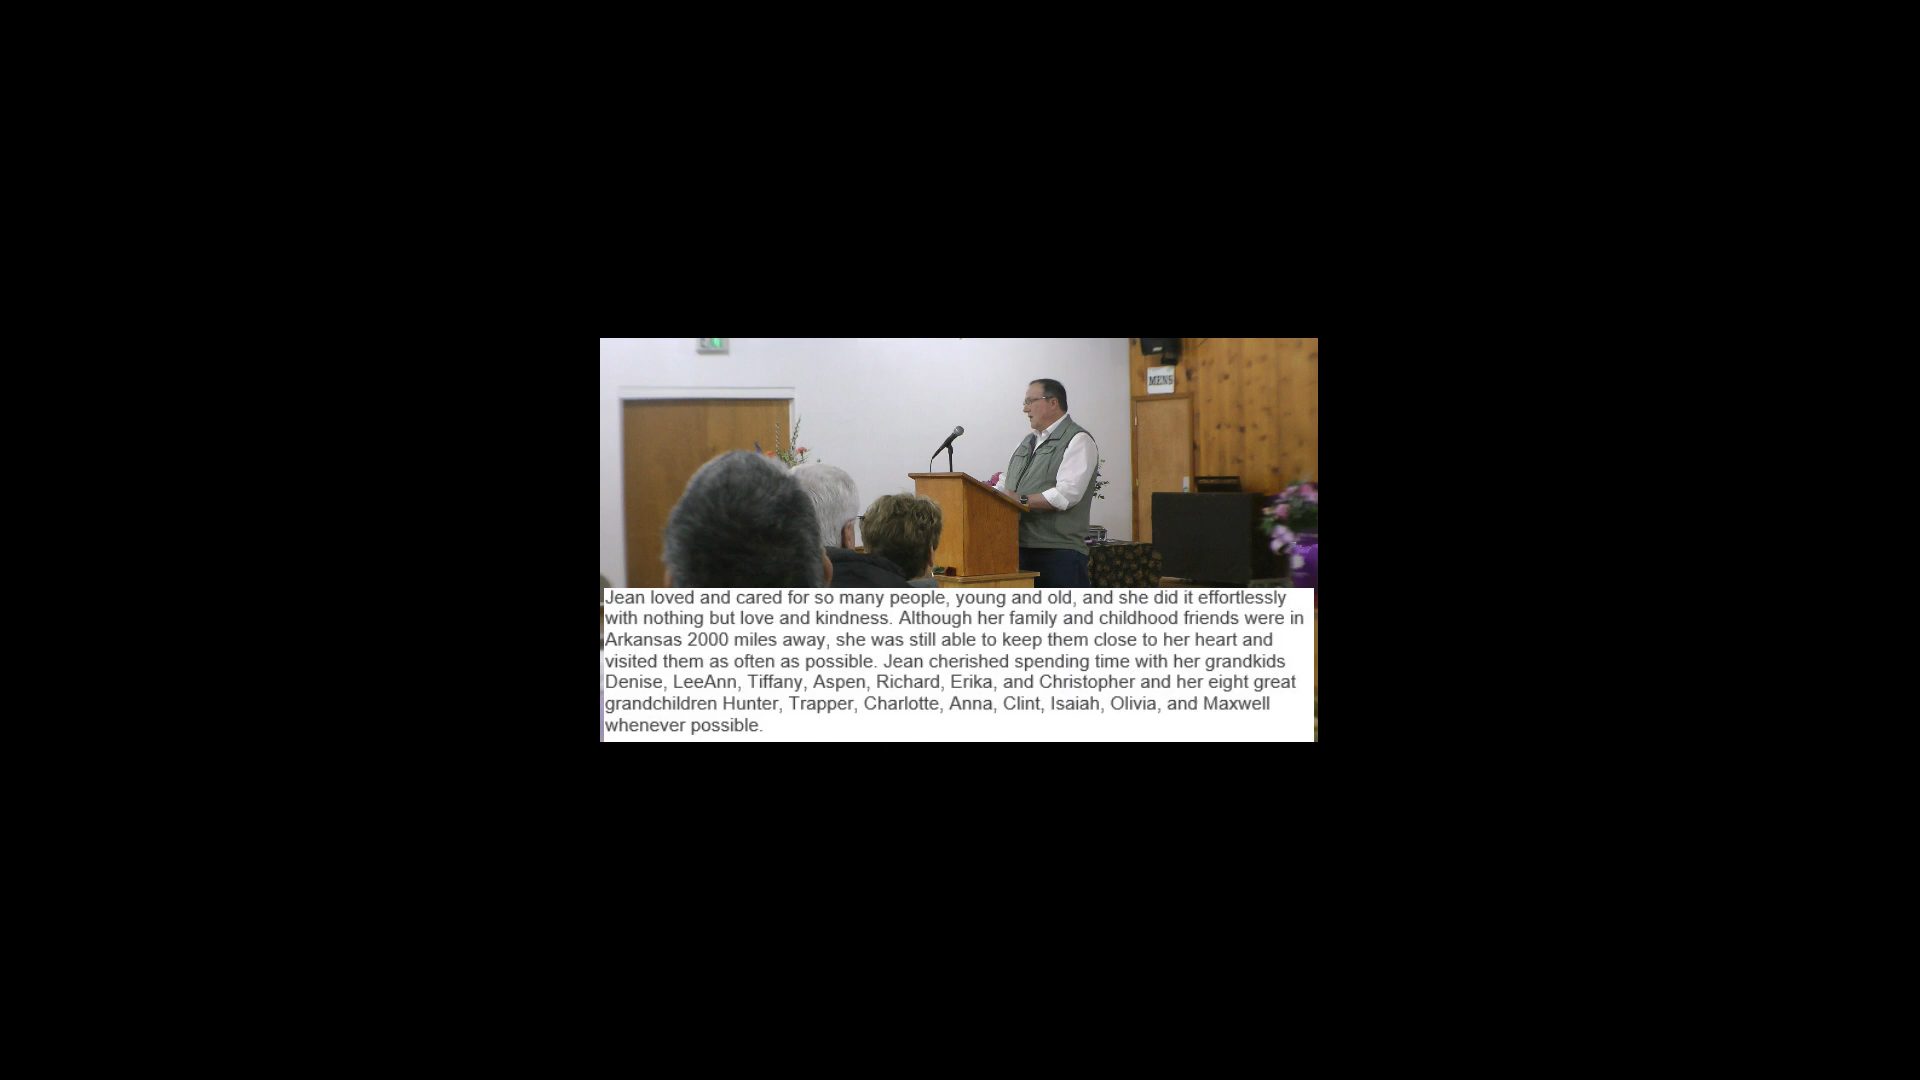 MENS
Jean loved and cared for so many people, young and old, and she did it effortlessly
with nothing but love and kindness. Although her family and childhood friends were in
Arkansas 2000 miles away, she was still able to keep them close to her heart and
visited them as often as possible. Jean cherished spending time with her grandkids
Denise, LeeAnn, Tiffany, Aspen, Richard, Erika, and Christopher and her eight great
grandchildren Hunter, Trapper, Charlotte, Anna, Clint, Isaiah, Olivia, and Maxwell
whenever possible.